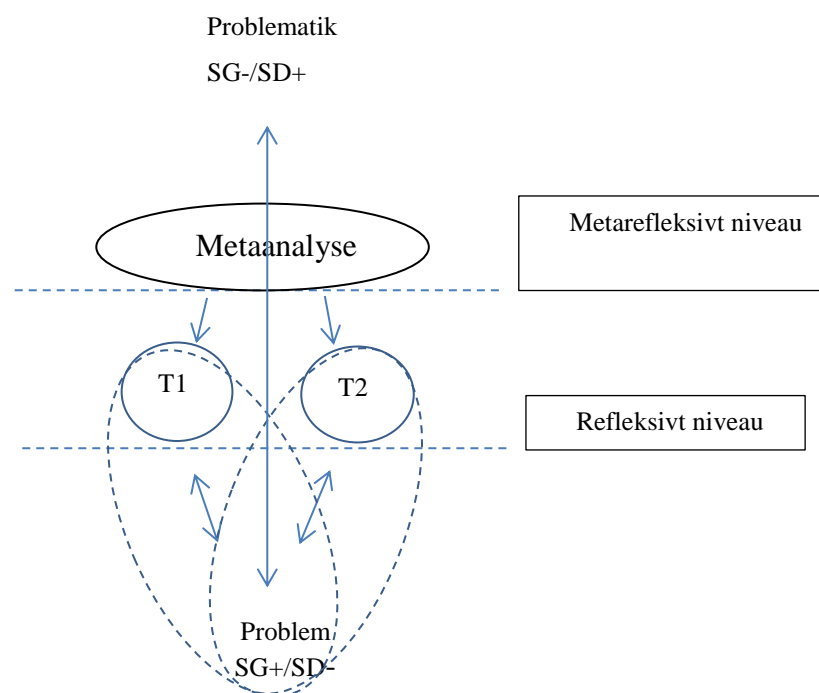 Problematik
SG-/SD+
Metaanalyse
Metarefleksivt niveau
T1
T2
Refleksivt niveau
Problem
SG+/SD-